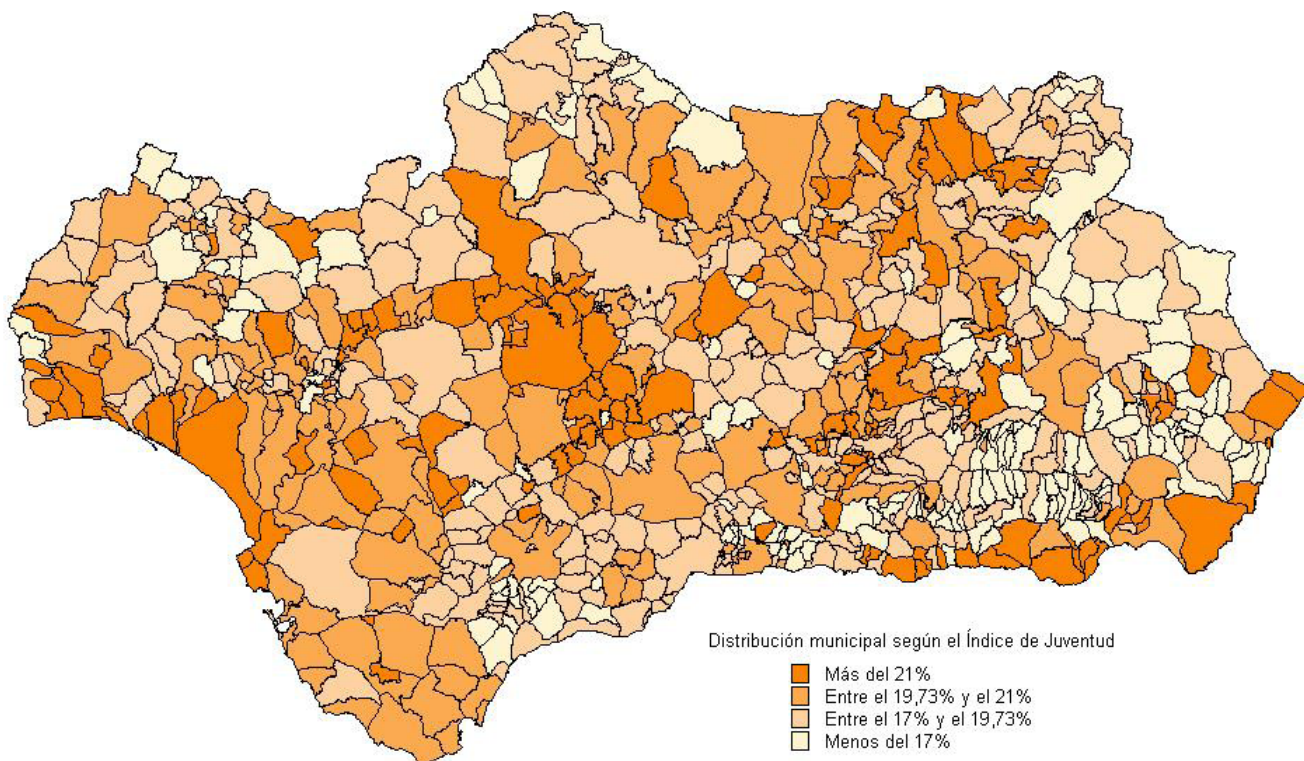 Distribución municipal según el Índice de Juventud
Más del 21%
Entre el 19,73% y el 21%
Entre el 17% y el 19,73%
Menos del 17%